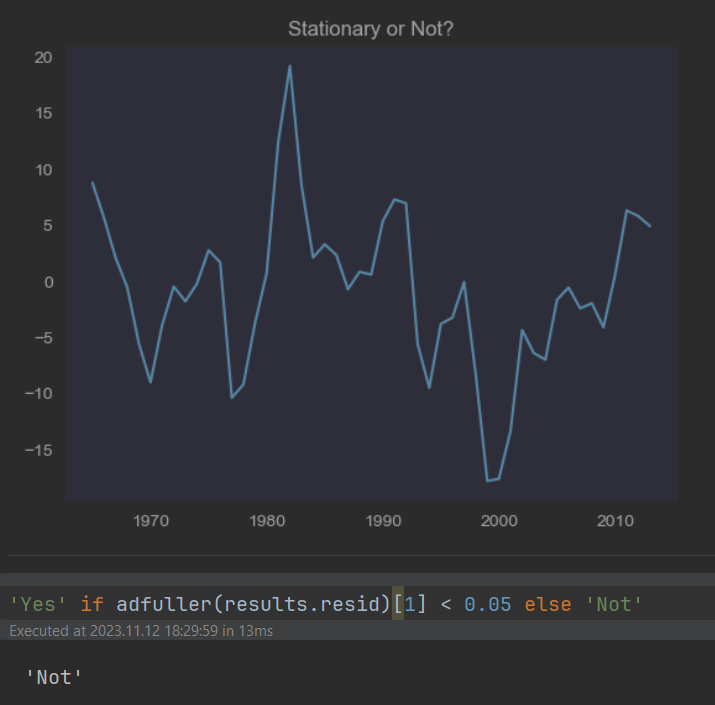 Stationary or Not?
20
15
10
5
0
−5
−10
−15
1970 1980 1990 2000 2010
'Yes' if adfuller(results.resid)[1] < 0.05 else 'Not'
Executed at 2023.11.12 18:29:59 in 13ms
'Not'